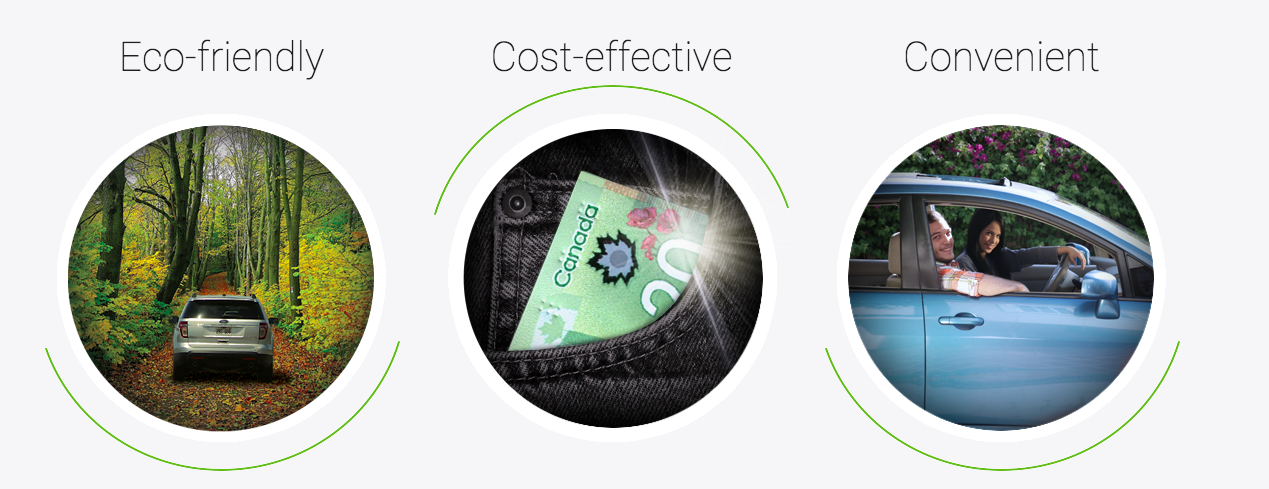 Eco-friendly
Cost-effective
Convenient
Canada